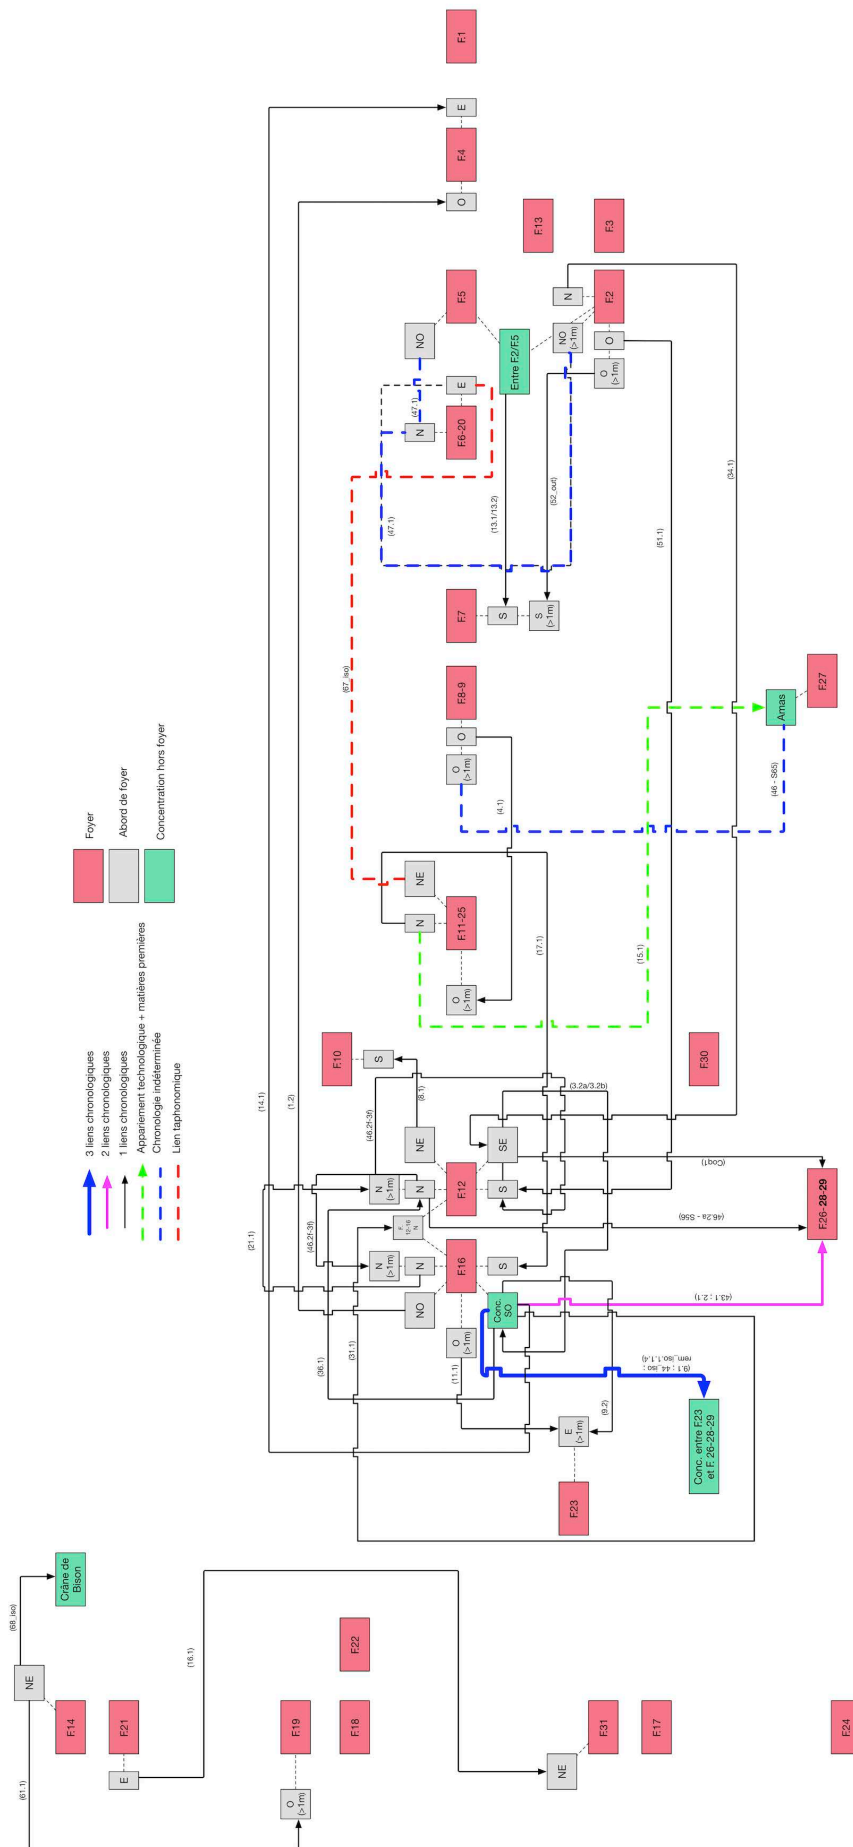 3 liens chronologiques
2 liens chronologiques
1 liens chronologiques
Appariement technologique + matières premières
Chronologie indéterminée
Lien taphonomique
Foyer
Abord de foyer
Concentration hors foyer
(61.1)
NE
(68_iso)
Crâne de
Bison
F.14
E
F.21
(16.1)
O
(>1m)
F.19
F.18
F.22
NE
F.31
F.17
F.24
(21.1)
(14.1)
(1.2)
E
F.4
O
F.1
(46.2f-3f)
(46.2f-3f)
(36.1)
(31.1)
F.10
S
(8.1)
NO
N
(>1m)
N
F.
12-16
N
N
(>1m)
N
NE
O
(>1m)
F.16
F.12
(11.1)
Conc.
SO
S
S
SE
(3.2a/3.2b)
(9.2)
E
(>1m)
F.23
(9.1 ; 44_iso ;
rem_iso.1.1.4)
(43.1 ; 2.1)
(46.2a - S56)
(Coq1)
Conc. entre F.23
et F. 26-28-29
F.26-28-29
F.30
(67_iso)
N
NE
O
(>1m)
F.11-25
(17.1)
(4.1)
O
(>1m)
O
F.8-9
(15.1)
(46 - S65)
Amas
F.27
F.7
S
S
(>1m)
(13.1/13.2)
(52_out)
(47.1)
(47.1)
N
F.6-20
E
NO
F.5
Entre F.2/F.5
NO
(>1m)
N
O
(>1m)
O
F.2
F.13
F.3
(51.1)
(34.1)